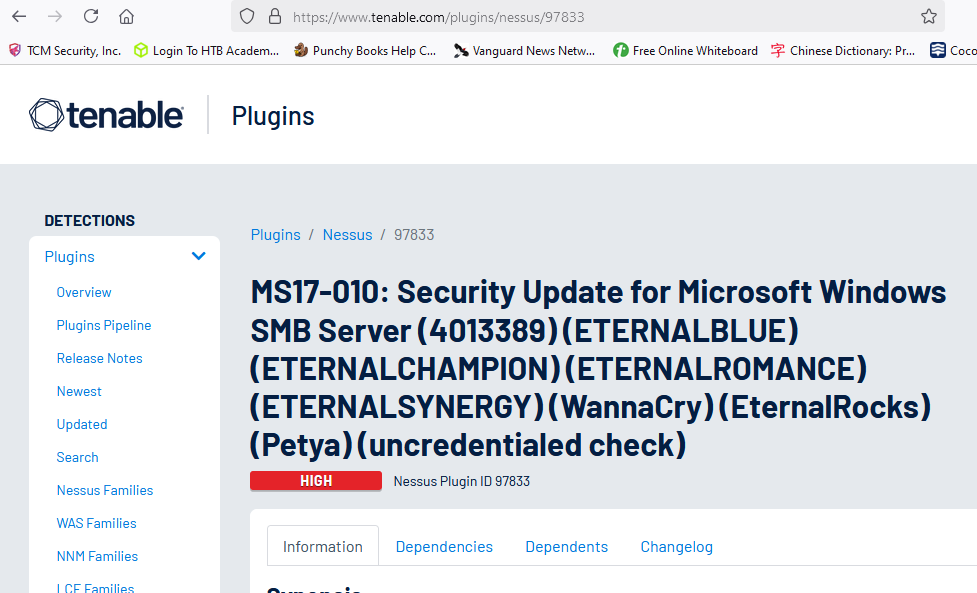 https://www.tenable.com/plugins/nessus/97833
TCM Security, Inc. Login To HTB Academ... Punchy Books Help C... Vanguard News Netw... Free Online Whiteboard 字 Chinese Dictionary: Pr... Coco
tenable Plugins
DETECTIONS
Plugins
Overview
Plugins Pipeline
Release Notes
Newest
Updated
Search
Nessus Families
WAS Families
NNM Families
LCE Families
Plugins / Nessus / 97833
MS17-010: Security Update for Microsoft Windows
SMB Server (4013389) (ETERNALBLUE)
(ETERNALCHAMPION) (ETERNALROMANCE)
(ETERNALSYNERGY) (WannaCry) (EternalRocks)
(Petya) (uncredentialed check)
HIGH Nessus Plugin ID 97833
Information Dependencies Dependents Changelog
Synopsis